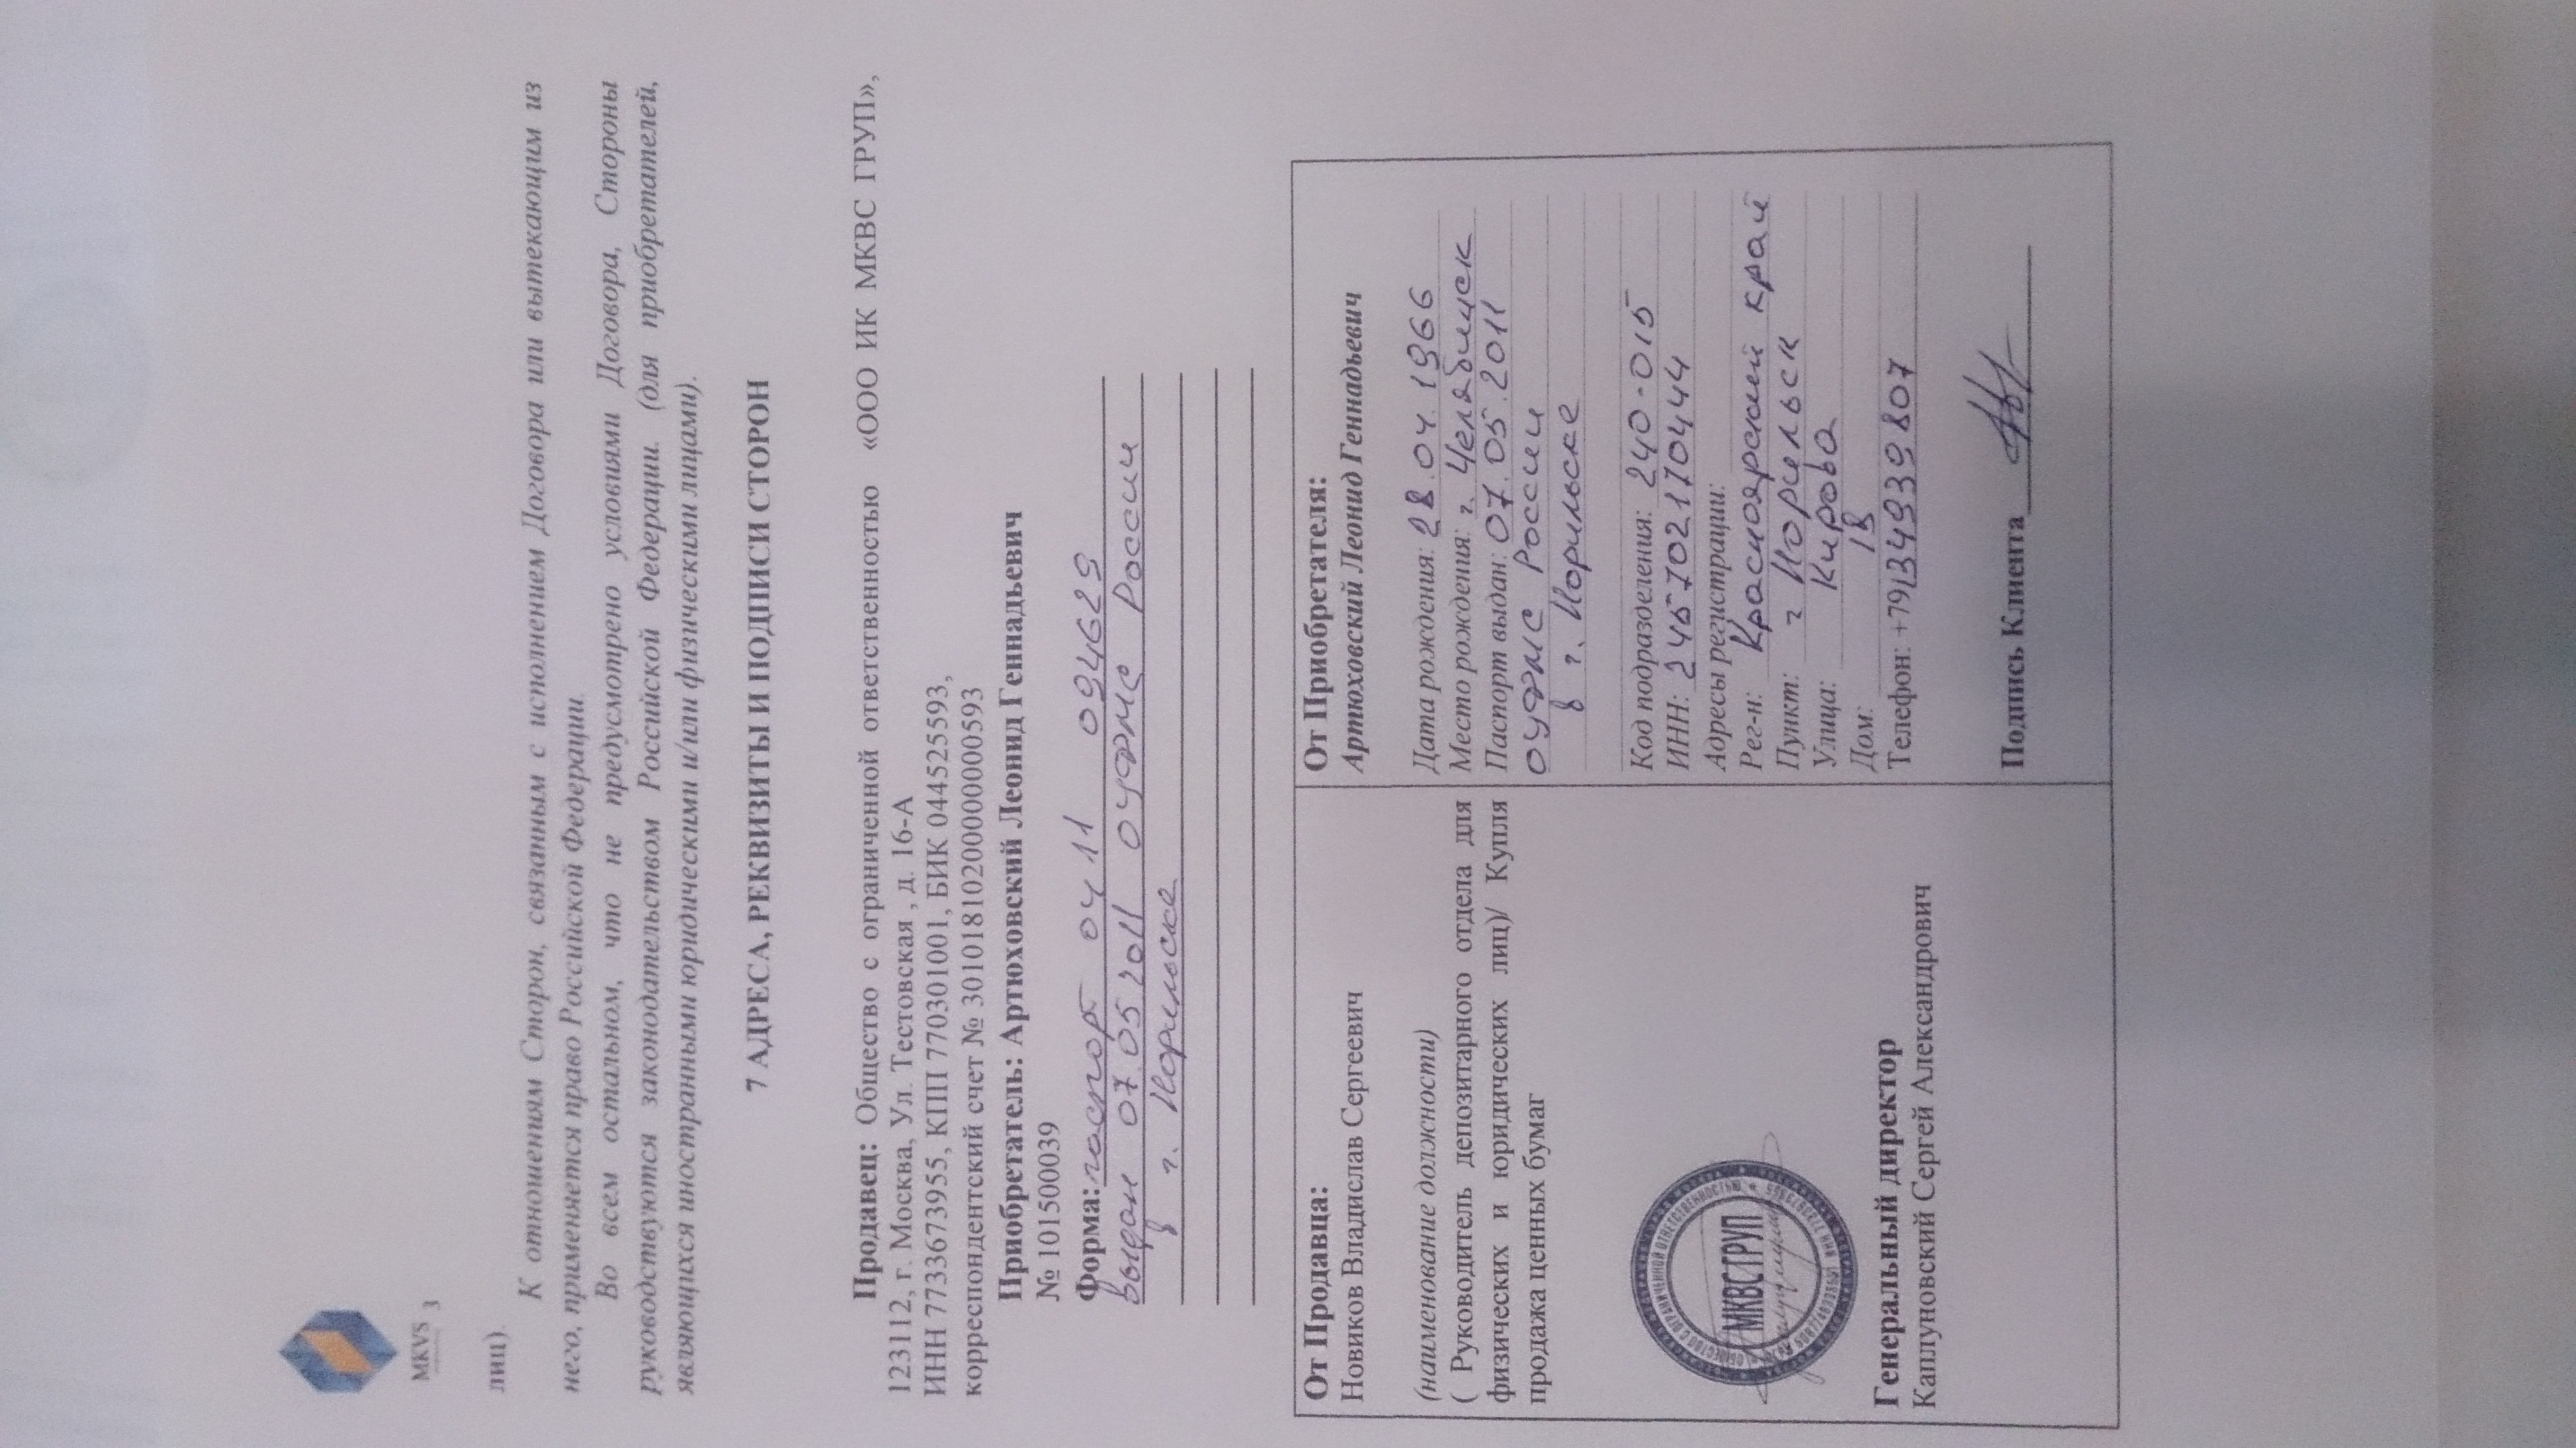 MKVS 3
лиц).
К отношениям Сторон, связанным с исполнением Договора или вытекающим из
него, применяется право Российской Федерации.
Во всем остальном, что не предусмотрено условиями Договора, Стороны
руководствуются законодательством Российской Федерации. (для приобретателей,
являющихся иностранными юридическими и/или физическими лицами).
7 АДРЕСА, РЕКВИЗИТЫ И ПОДПИСИ СТОРОН
Продавец: Общество с ограниченной ответственностью «ООО ИК МКВС ГРУП»,
123112, г. Москва, Ул. Тестовская , д. 16-А
ИНН 7733673955, КПП 770301001, БИК 044525593,
корреспондентский счет № 30101810200000000593
Приобретатель: Артюховский Леонид Геннадьевич
№ 101500039
Форма: паспорт 0411 094629
выдан 07.05 2011 ОУФМС России
в г. Норильске
От Продавца:
Новиков Владислав Сергеевич
(наименование должности)
( Руководитель депозитарного отдела для
физических и юридических лиц)/ Купля
продажа ценных бумаг
ОБЩЕСТВО С ОГРАНИЧЕННОЙ ОТВЕТСТВЕННОСТЬЮ
МКВС ГРУП
Генеральный директор
Каплуновский Сергей Александрович
От Приобретателя:
Артюховский Леонид Геннадьевич
Дата рождения: 28.04.1966
Место рождения: г. Челябинск
Паспорт выдан: 07.05.2011
ОУФМС России
в г. Норильске
Код подразделения: 240-015
ИНН: 245702170444
Адресы регистрации:
Рег-н: Красноярский край
Пункт: г Норильск
Улица: Кирова
Дом: 18
Телефон: +79134939807
Подпись Клиента